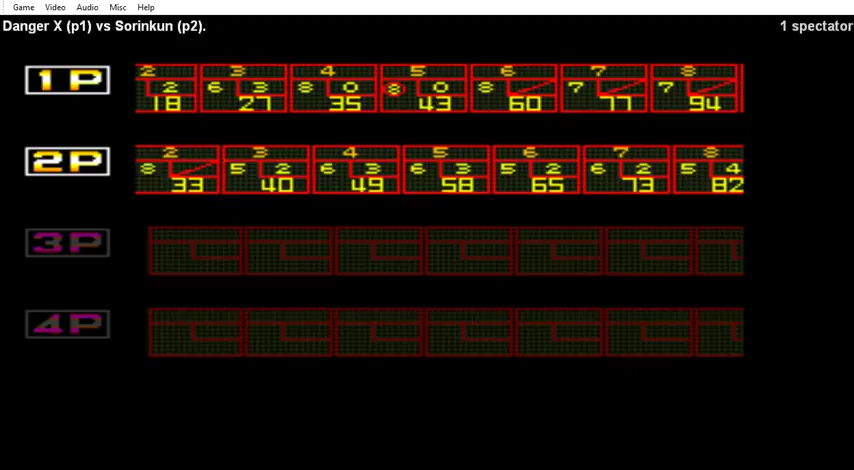 Game Video Audio Misc Help
Danger X (p1) vs Sorinkun (p2). 1 spectator
2 3 4 5 6 7 8
1P 2 6 3 8 0 8 0 8 7 7
18 27 35 43 60 77 94
2 3 4 5 6 7 8
2P 8 5 2 6 3 6 3 5 2 6 2 5 4
33 40 49 58 65 73 82
3P
4P